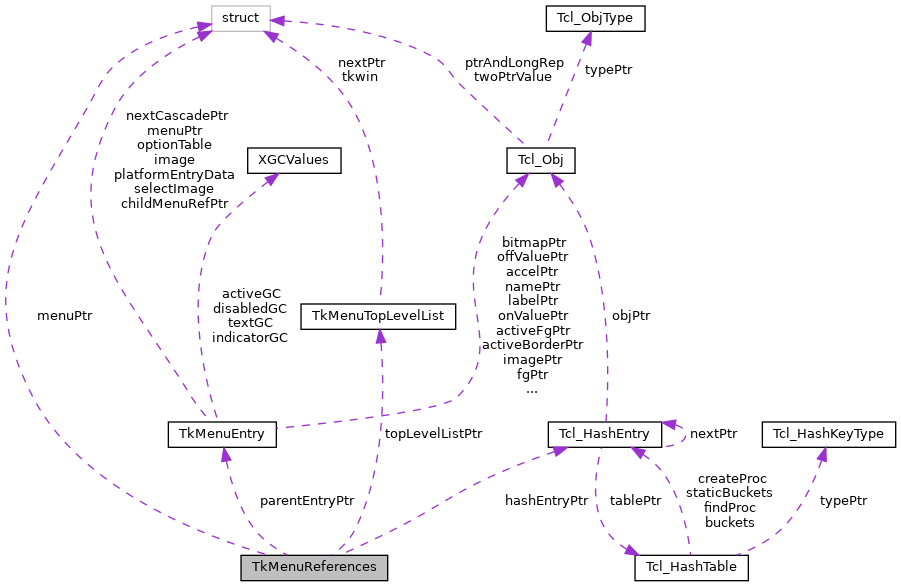 struct
Tcl_ObjType
nextPtr
tkwin
ptrAndLongRep
twoPtrValue
typePtr
nextCascadePtr
menuPtr
optionTable
image
platformEntryData
selectImage
childMenuRefPtr
XGCValues
Tcl_Obj
bitmapPtr
offValuePtr
accelPtr
namePtr
labelPtr
onValuePtr
activeFgPtr
activeBorderPtr
imagePtr
fgPtr
...
activeGC
disabledGC
textGC
indicatorGC
menuPtr
TkMenuTopLevelList
objPtr
TkMenuEntry
topLevelListPtr
Tcl_HashEntry
nextPtr
Tcl_HashKeyType
parentEntryPtr
hashEntryPtr
tablePtr
createProc
staticBuckets
findProc
buckets
typePtr
TkMenuReferences
Tcl_HashTable